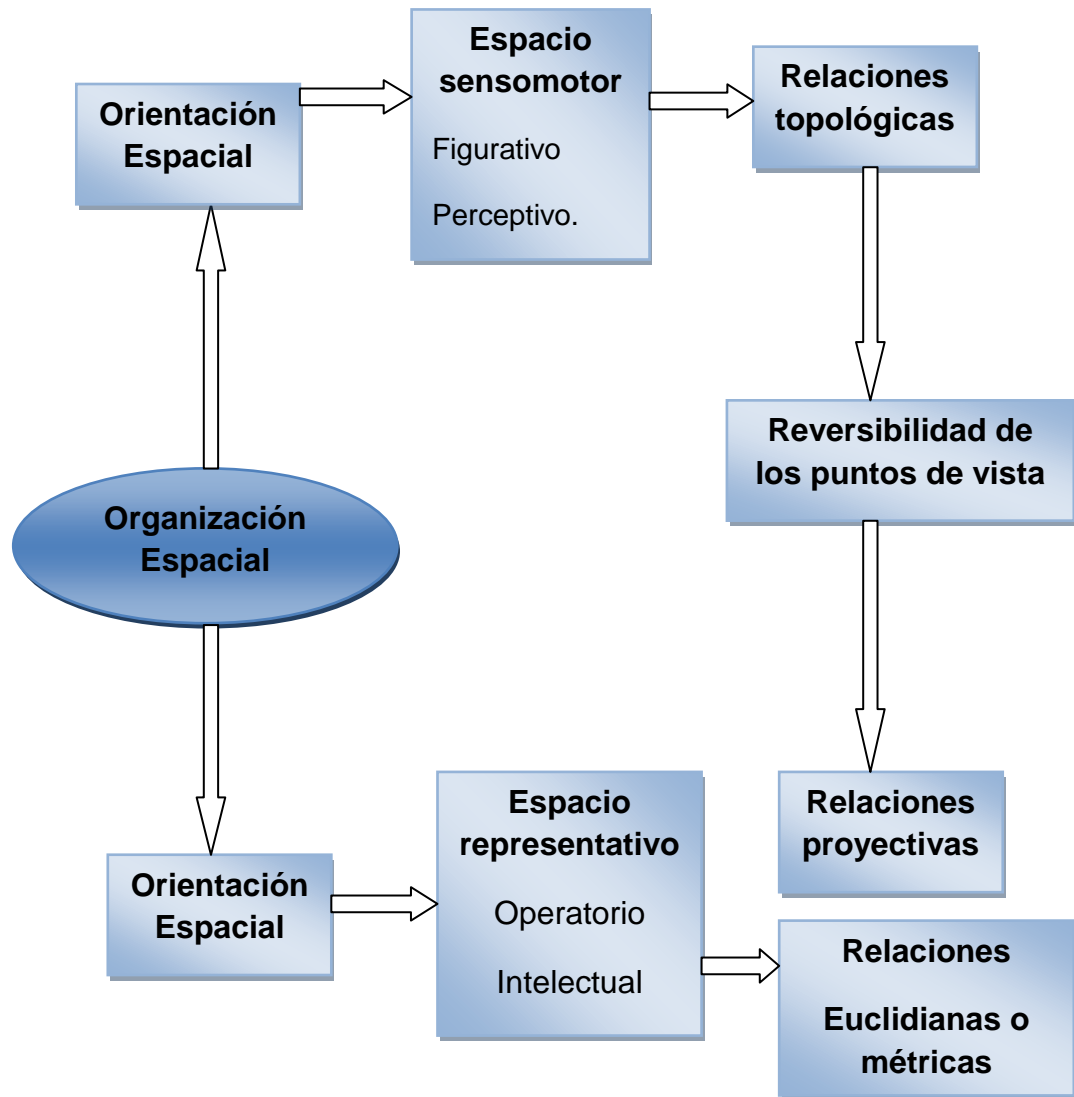 Orientación
Espacial
Espacio
sensomotor
Figurativo
Perceptivo.
Relaciones
topológicas
Reversibilidad de
los puntos de vista
Organización
Espacial
Orientación
Espacial
Espacio
representativo
Operatorio
Intelectual
Relaciones
proyectivas
Relaciones
Euclidianas o
métricas